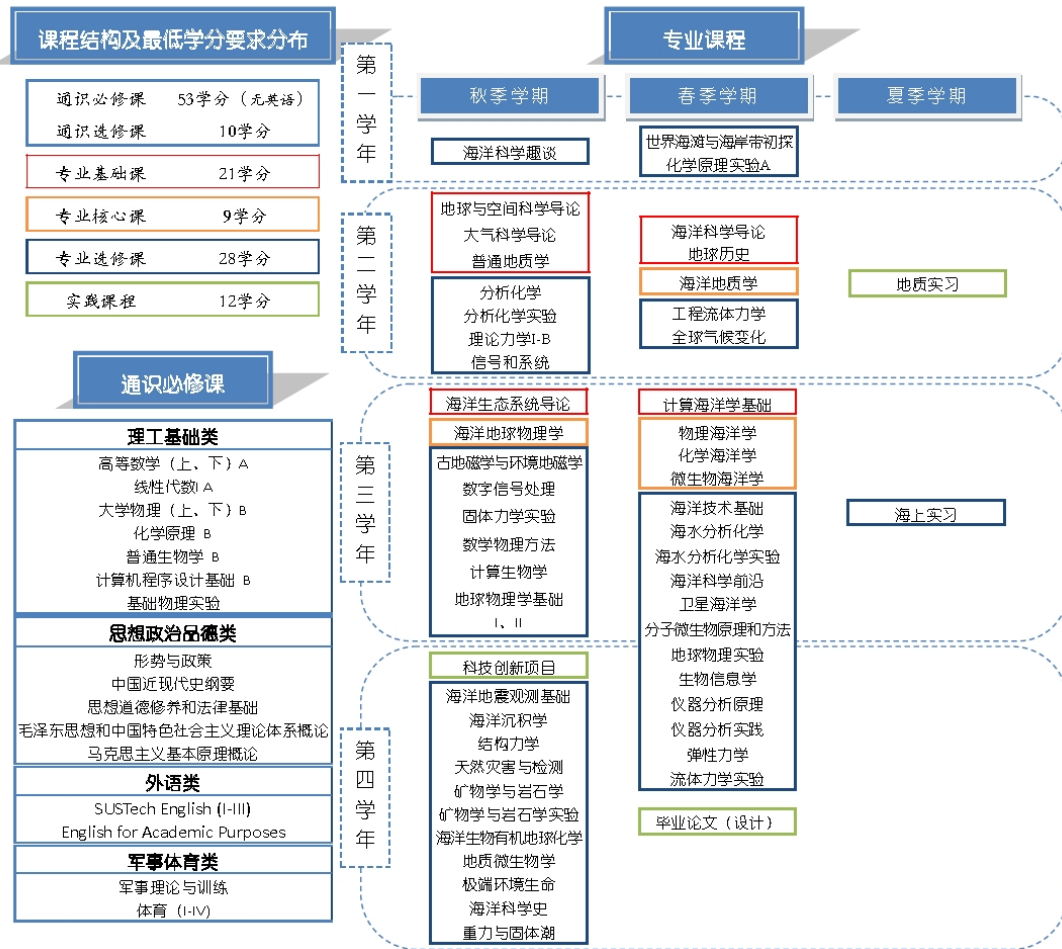 课程结构及最低学分要求分布
通识必修课 53学分（无英语）
通识选修课 10学分
专业基础课 21学分
专业核心课 9学分
专业选修课 28学分
实践课程 12学分
通识必修课
理工基础类
高等数学（上、下）A
线性代数I A
大学物理（上、下）B
化学原理 B
普通生物学 B
计算机程序设计基础 B
基础物理实验
思想政治品德类
形势与政策
中国近现代史纲要
思想道德修养和法律基础
毛泽东思想和中国特色社会主义理论体系概论
马克思主义基本原理概论
外语类
SUSTech English (I-III)
English for Academic Purposes
军事体育类
军事理论与训练
体育 (I-IV)
专业课程
秋季学期
春季学期
夏季学期
第一学年
海洋科学趣谈
世界海滩与海岸带初探
化学原理实验A
第二学年
地球与空间科学导论
大气科学导论
普通地质学
分析化学
分析化学实验
理论力学I-B
信号和系统
海洋科学导论
地球历史
海洋地质学
工程流体力学
全球气候变化
地质实习
第三学年
海洋生态系统导论
海洋地球物理学
古地磁学与环境地磁学
数字信号处理
固体力学实验
数学物理方法
计算生物学
地球物理学基础
I、II
计算海洋学基础
物理海洋学
化学海洋学
微生物海洋学
海洋技术基础
海水分析化学
海水分析化学实验
海洋科学前沿
卫星海洋学
分子微生物原理和方法
地球物理实验
生物信息学
仪器分析原理
仪器分析实践
弹性力学
流体力学实验
海上实习
第四学年
科技创新项目
海洋地震观测基础
海洋沉积学
结构力学
天然灾害与检测
矿物学与岩石学
矿物学与岩石学实验
海洋生物有机地球化学
地质微生物学
极端环境生命
海洋科学史
重力与固体潮
毕业论文（设计）